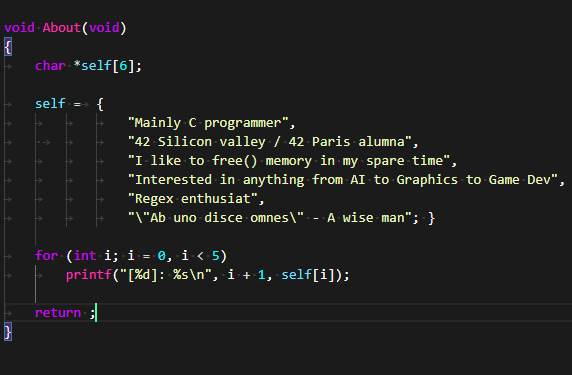 void About(void)
{
char *self[6];
self = {
"Mainly C programmer",
"42 Silicon valley / 42 Paris alumna",
"I like to free() memory in my spare time",
"Interested in anything from AI to Graphics to Game Dev",
"Regex enthusiat",
"\"Ab uno disce omnes\" - A wise man"; }
for (int i; i = 0, i < 5)
printf("[%d]: %s\n", i + 1, self[i]);
return ;
}